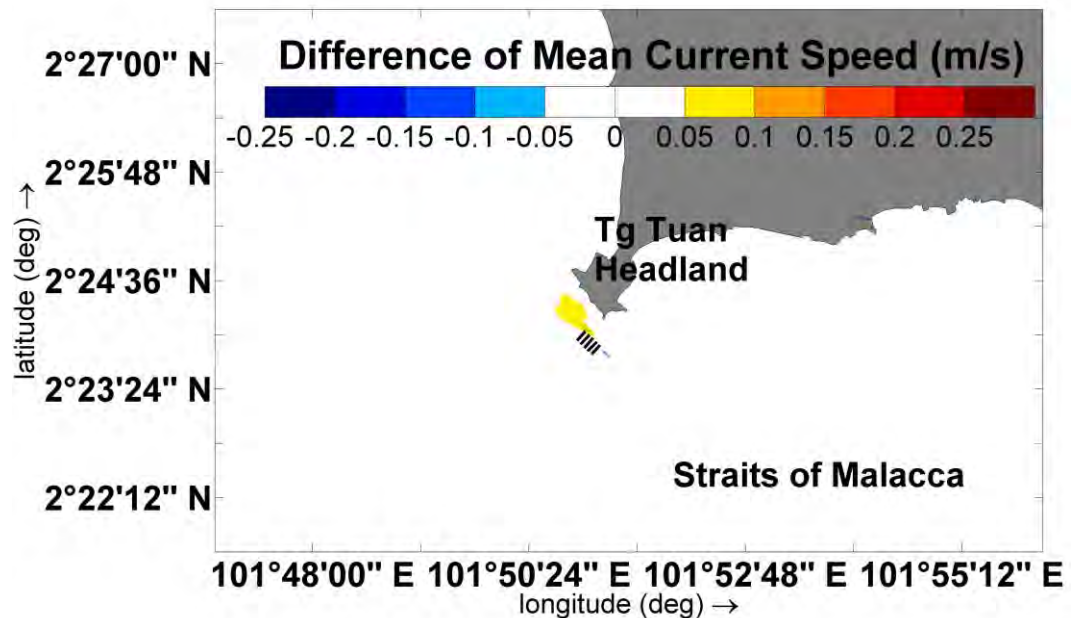 Difference of Mean Current Speed (m/s)
-0.25 -0.2 -0.15 -0.1 -0.05 0 0.05 0.1 0.15 0.2 0.25
2°27'00" N
2°25'48" N
2°24'36" N
2°23'24" N
2°22'12" N
latitude (deg) →
Tg Tuan
Headland
Straits of Malacca
101°48'00" E 101°50'24" E 101°52'48" E 101°55'12" E
longitude (deg) →